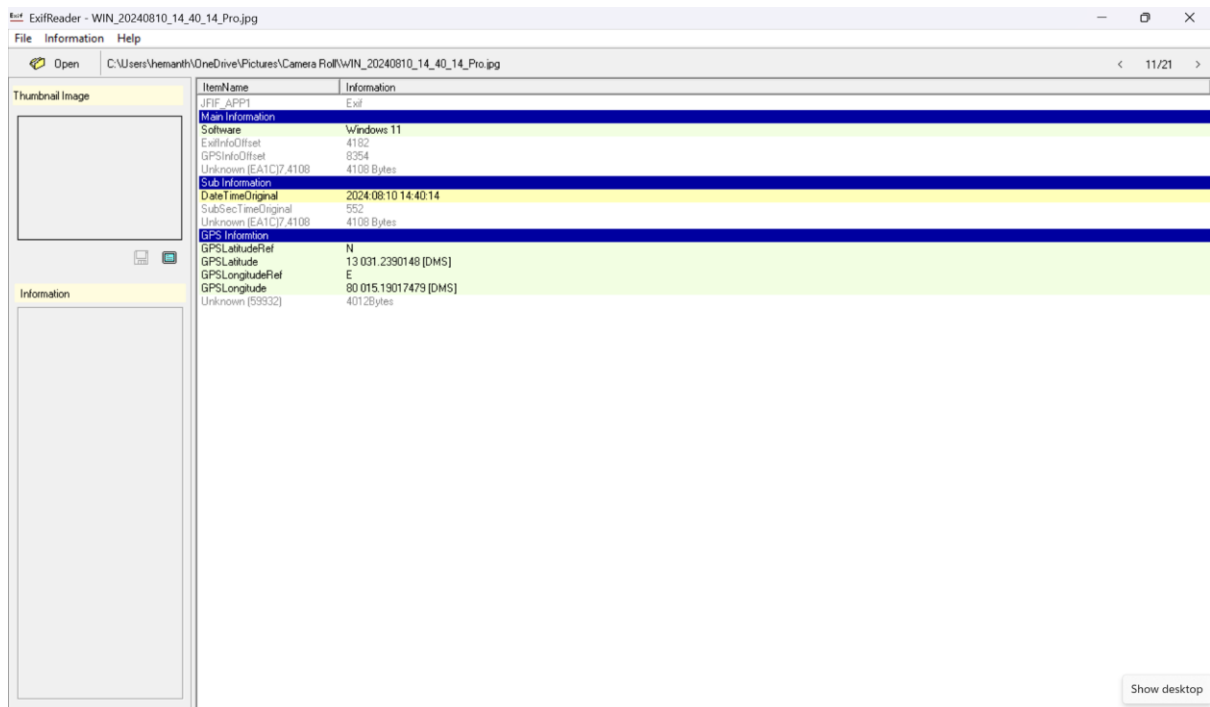 Exif ExifReader - WIN_20240810_14_40_14_Pro.jpg
File Information Help
Open C:\Users\hemanth\OneDrive\Pictures\Camera Roll\WIN_20240810_14_40_14_Pro.jpg < 11/21 >
Thumbnail Image
ItemName Information
JFIF_APP1 Exif
Main Information
Software Windows 11
ExifInfoOffset 4182
GPSInfoOffset 8354
Unknown (EA1C)7,4108 4108 Bytes
Sub Information
DateTimeOriginal 2024:08:10 14:40:14
SubSecTimeOriginal 552
Unknown (EA1C)7,4108 4108 Bytes
GPS Informtion
GPSLatitudeRef N
GPSLatitude 13 031.2390148 [DMS]
GPSLongitudeRef E
GPSLongitude 80 015.19017479 [DMS]
Unknown (59932) 4012Bytes
Information
Show desktop